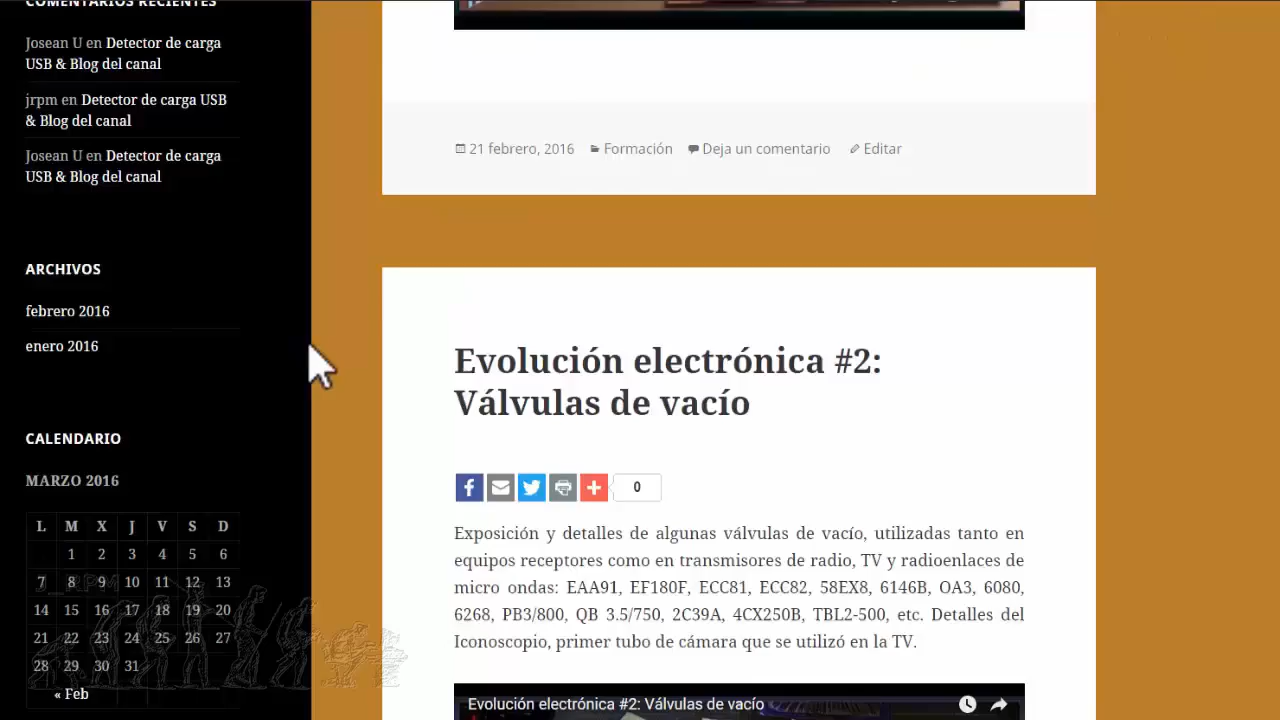 COMENTARIOS RECIENTES
Josean U en Detector de carga
USB & Blog del canal
jrpm en Detector de carga USB
& Blog del canal
Josean U en Detector de carga
USB & Blog del canal
ARCHIVOS
febrero 2016
enero 2016
CALENDARIO
MARZO 2016
L M X J V S D
1 2 3 4 5 6
7 8 9 10 11 12 13
14 15 16 17 18 19 20
21 22 23 24 25 26 27
28 29 30 31
« Feb
J_RPM
21 febrero, 2016 Formación Deja un comentario Editar
Evolución electrónica #2:
Válvulas de vacío
0
Exposición y detalles de algunas válvulas de vacío, utilizadas tanto en
equipos receptores como en transmisores de radio, TV y radioenlaces de
micro ondas: EAA91, EF180F, ECC81, ECC82, 58EX8, 6146B, OA3, 6080,
6268, PB3/800, QB 3.5/750, 2C39A, 4CX250B, TBL2-500, etc. Detalles del
Iconoscopio, primer tubo de cámara que se utilizó en la TV.
Evolución electrónica #2: Válvulas de vacío